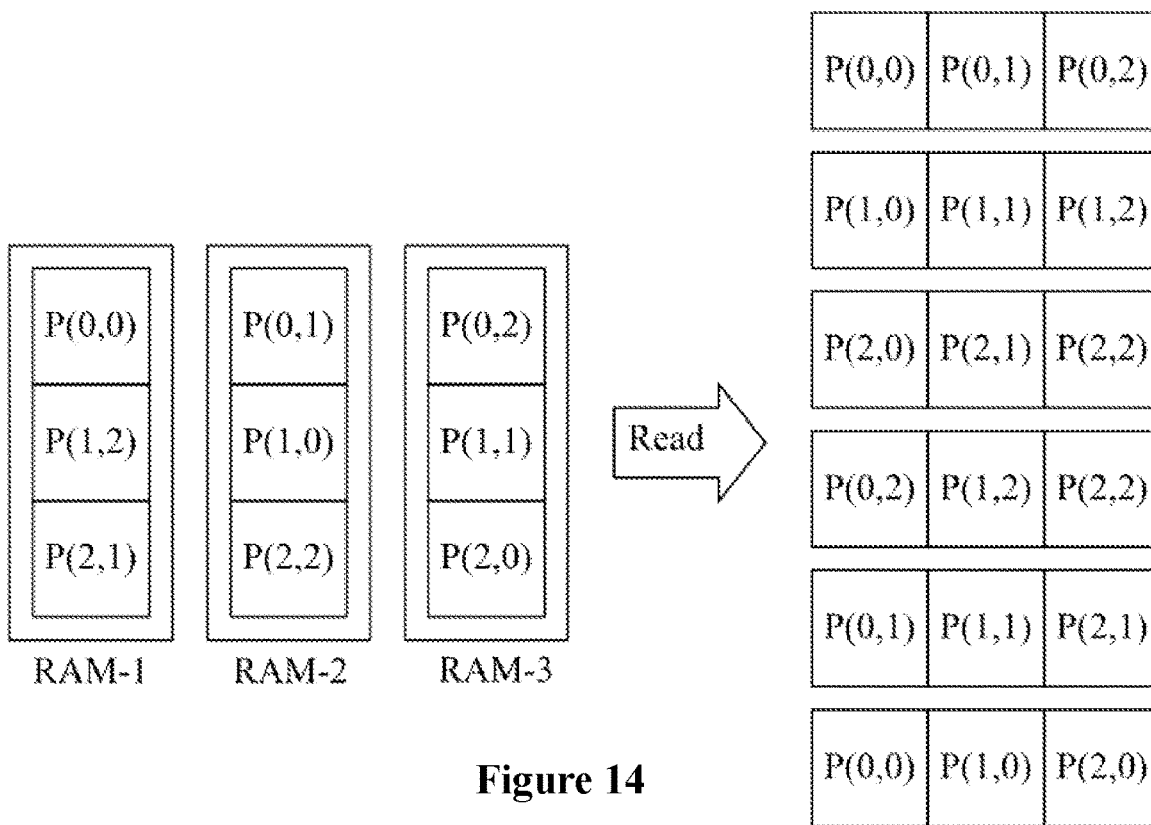 P(0,0) P(0,1) P(0,2)
P(1,2) P(1,0) P(1,1)
P(2,1) P(2,2) P(2,0)
RAM-1 RAM-2 RAM-3
Read
P(0,0) P(0,1) P(0,2)
P(1,0) P(1,1) P(1,2)
P(2,0) P(2,1) P(2,2)
P(0,2) P(1,2) P(2,2)
P(0,1) P(1,1) P(2,1)
P(0,0) P(1,0) P(2,0)
Figure 14